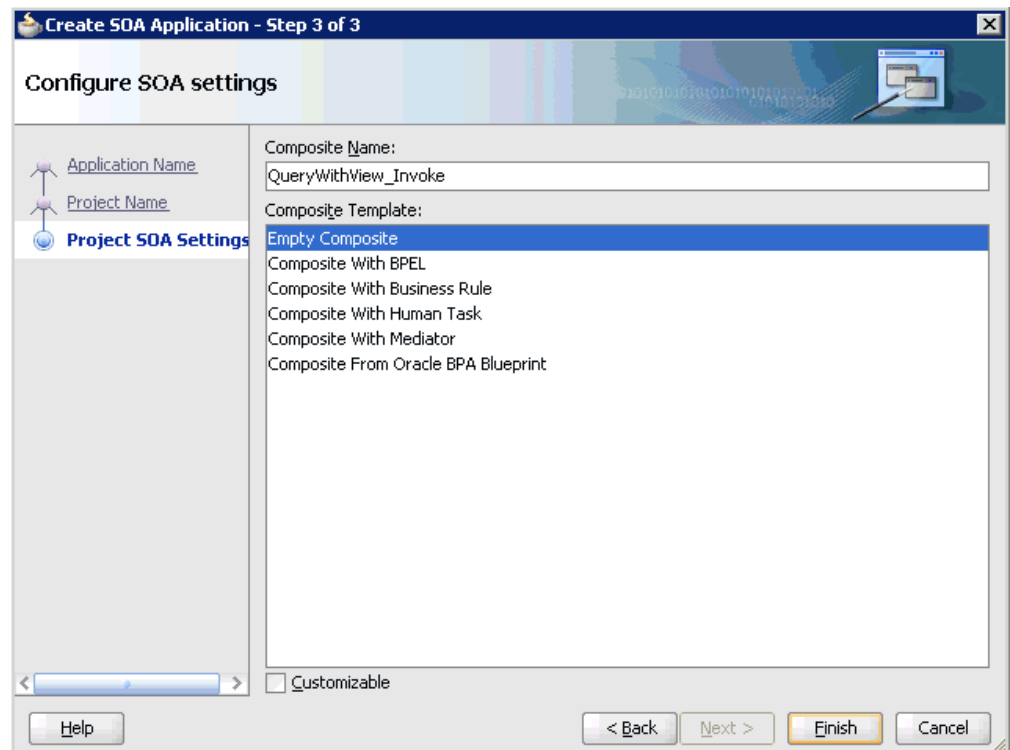 Create SOA Application - Step 3 of 3
Configure SOA settings
Application Name
Project Name
Project SOA Settings
Composite Name:
QueryWithView_Invoke
Composite Template:
Empty Composite
Composite With BPEL
Composite With Business Rule
Composite With Human Task
Composite With Mediator
Composite From Oracle BPA Blueprint
Customizable
Help
< Back
Next >
Finish
Cancel